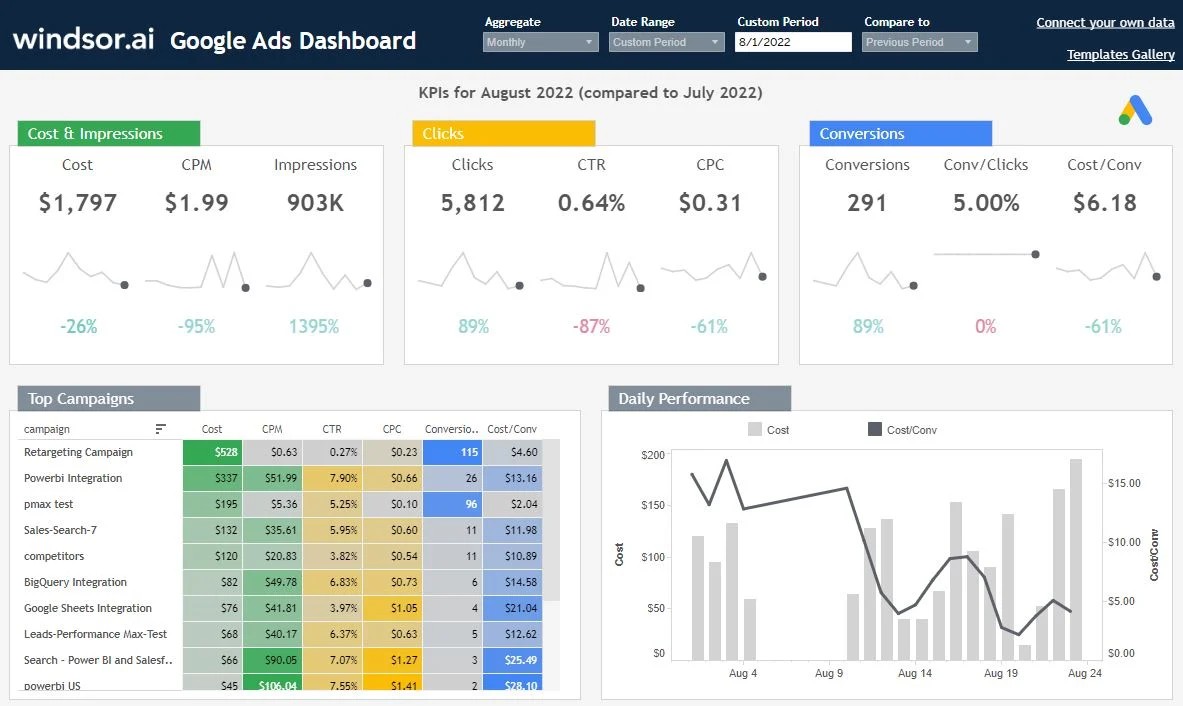 windsor.ai Google Ads Dashboard
Aggregate Date Range Custom Period Compare to
Monthly Custom Period 8/1/2022 Previous Period
Connect your own data
Templates Gallery
KPIs for August 2022 (compared to July 2022)
Cost & Impressions
Cost CPM Impressions
$1,797 $1.99 903K
-26% -95% 1395%
Clicks
Clicks CTR CPC
5,812 0.64% $0.31
89% -87% -61%
Conversions
Conversions Conv/Clicks Cost/Conv
291 5.00% $6.18
89% 0% -61%
Top Campaigns
campaign Cost CPM CTR CPC Conversio.. Cost/Conv
Retargeting Campaign $528 $0.63 0.27% $0.23 115 $4.60
Powerbi Integration $337 $51.99 7.90% $0.66 26 $13.16
pmax test $195 $5.36 5.25% $0.10 96 $2.04
Sales-Search-7 $132 $35.61 5.95% $0.60 11 $11.98
competitors $120 $20.83 3.82% $0.54 11 $10.89
BigQuery Integration $82 $49.78 6.83% $0.73 6 $14.58
Google Sheets Integration $76 $41.81 3.97% $1.05 4 $21.04
Leads-Performance Max-Test $68 $40.17 6.37% $0.63 5 $12.62
Search - Power BI and Salesf.. $66 $90.05 7.07% $1.27 3 $25.49
powerbi US $45 $106.04 7.55% $1.41 2 $28.10
Daily Performance
Cost Cost/Conv
$200
$150
$100
$50
$0
Cost
$15.00
$10.00
$5.00
$0.00
Cost/Conv
Aug 4 Aug 9 Aug 14 Aug 19 Aug 24